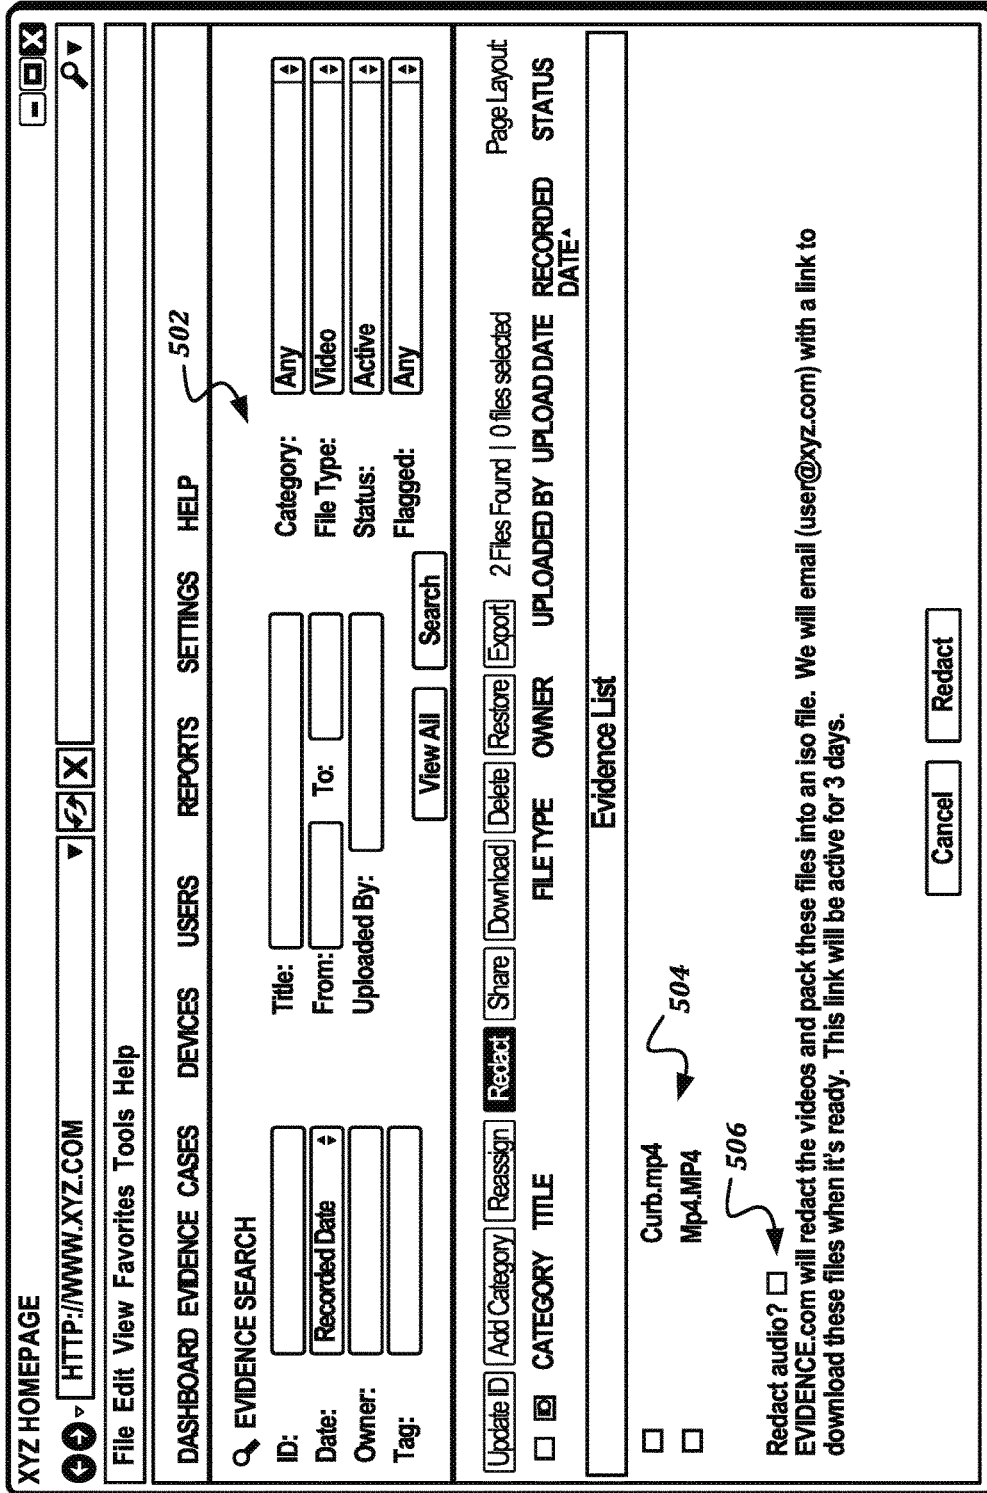 XYZ HOMEPAGE
HTTP://WWW.XYZ.COM
File Edit View Favorites Tools Help
DASHBOARD EVIDENCE CASES DEVICES USERS REPORTS SETTINGS HELP
502
EVIDENCE SEARCH
ID: Title: Category: Any
Date: Recorded Date From: To: File Type: Video
Owner: Uploaded By: Status: Active
Tag: Flagged: Any
View All Search
Update ID Add Category Reassign Redact Share Download Delete Restore Export 2 Files Found | 0 files selected Page Layout
ID CATEGORY TITLE FILE TYPE OWNER UPLOADED BY UPLOAD DATE RECORDED DATE STATUS
Evidence List
Curb.mp4
Mp4.MP4
504
506
Redact audio?
EVIDENCE.com will redact the videos and pack these files into an iso file. We will email (user@xyz.com) with a link to
download these files when it's ready. This link will be active for 3 days.
Cancel Redact